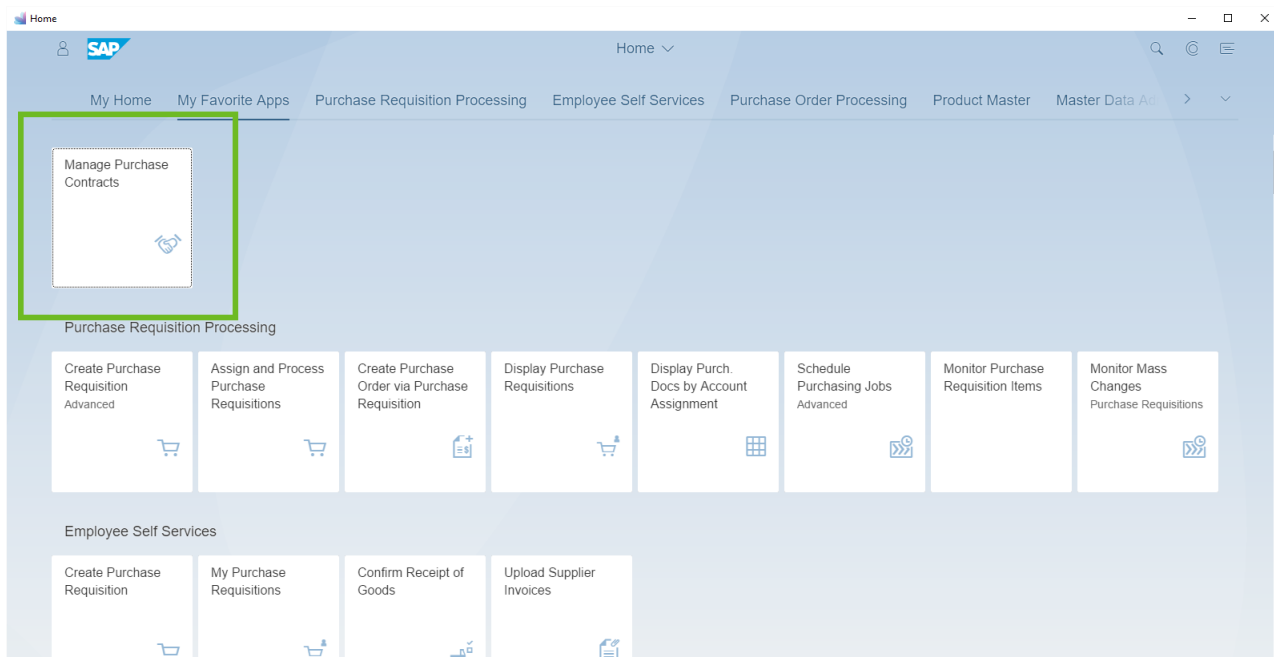 Home
SAP
Home
My Home My Favorite Apps Purchase Requisition Processing Employee Self Services Purchase Order Processing Product Master Master Data
Manage Purchase
Contracts
Purchase Requisition Processing
Create Purchase
Requisition
Advanced
Assign and Process
Purchase
Requisitions
Create Purchase
Order via Purchase
Requisition
Display Purchase
Requisitions
Display Purch.
Docs by Account
Assignment
Schedule
Purchasing Jobs
Advanced
Monitor Purchase
Requisition Items
Monitor Mass
Changes
Purchase Requisitions
Employee Self Services
Create Purchase
Requisition
My Purchase
Requisitions
Confirm Receipt of
Goods
Upload Supplier
Invoices